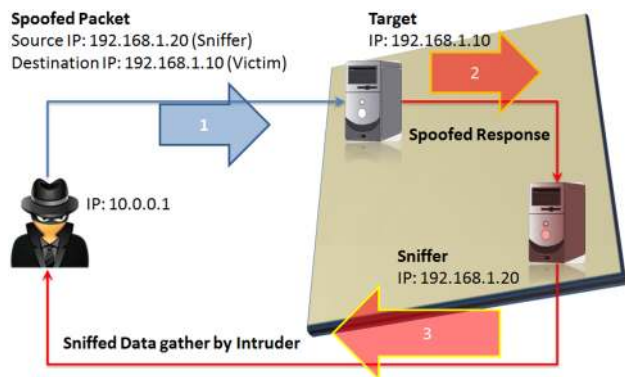 Spoofed Packet
Source IP: 192.168.1.20 (Sniffer)
Destination IP: 192.168.1.10 (Victim)
Target
IP: 192.168.1.10
1
2
Spoofed Response
IP: 10.0.0.1
Sniffer
IP: 192.168.1.20
3
Sniffed Data gather by Intruder